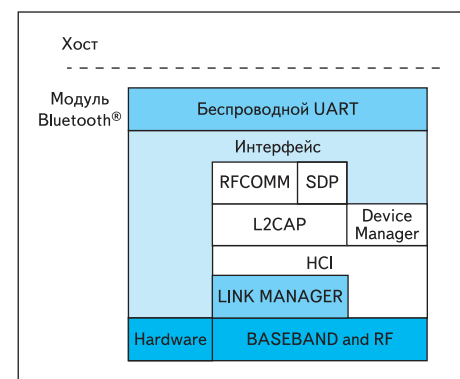 Хост
Модуль
Bluetooth®
Беспроводной UART
Интерфейс
RFCOMM
SDP
L2CAP
Device
Manager
HCI
LINK MANAGER
Hardware
BASEBAND and RF